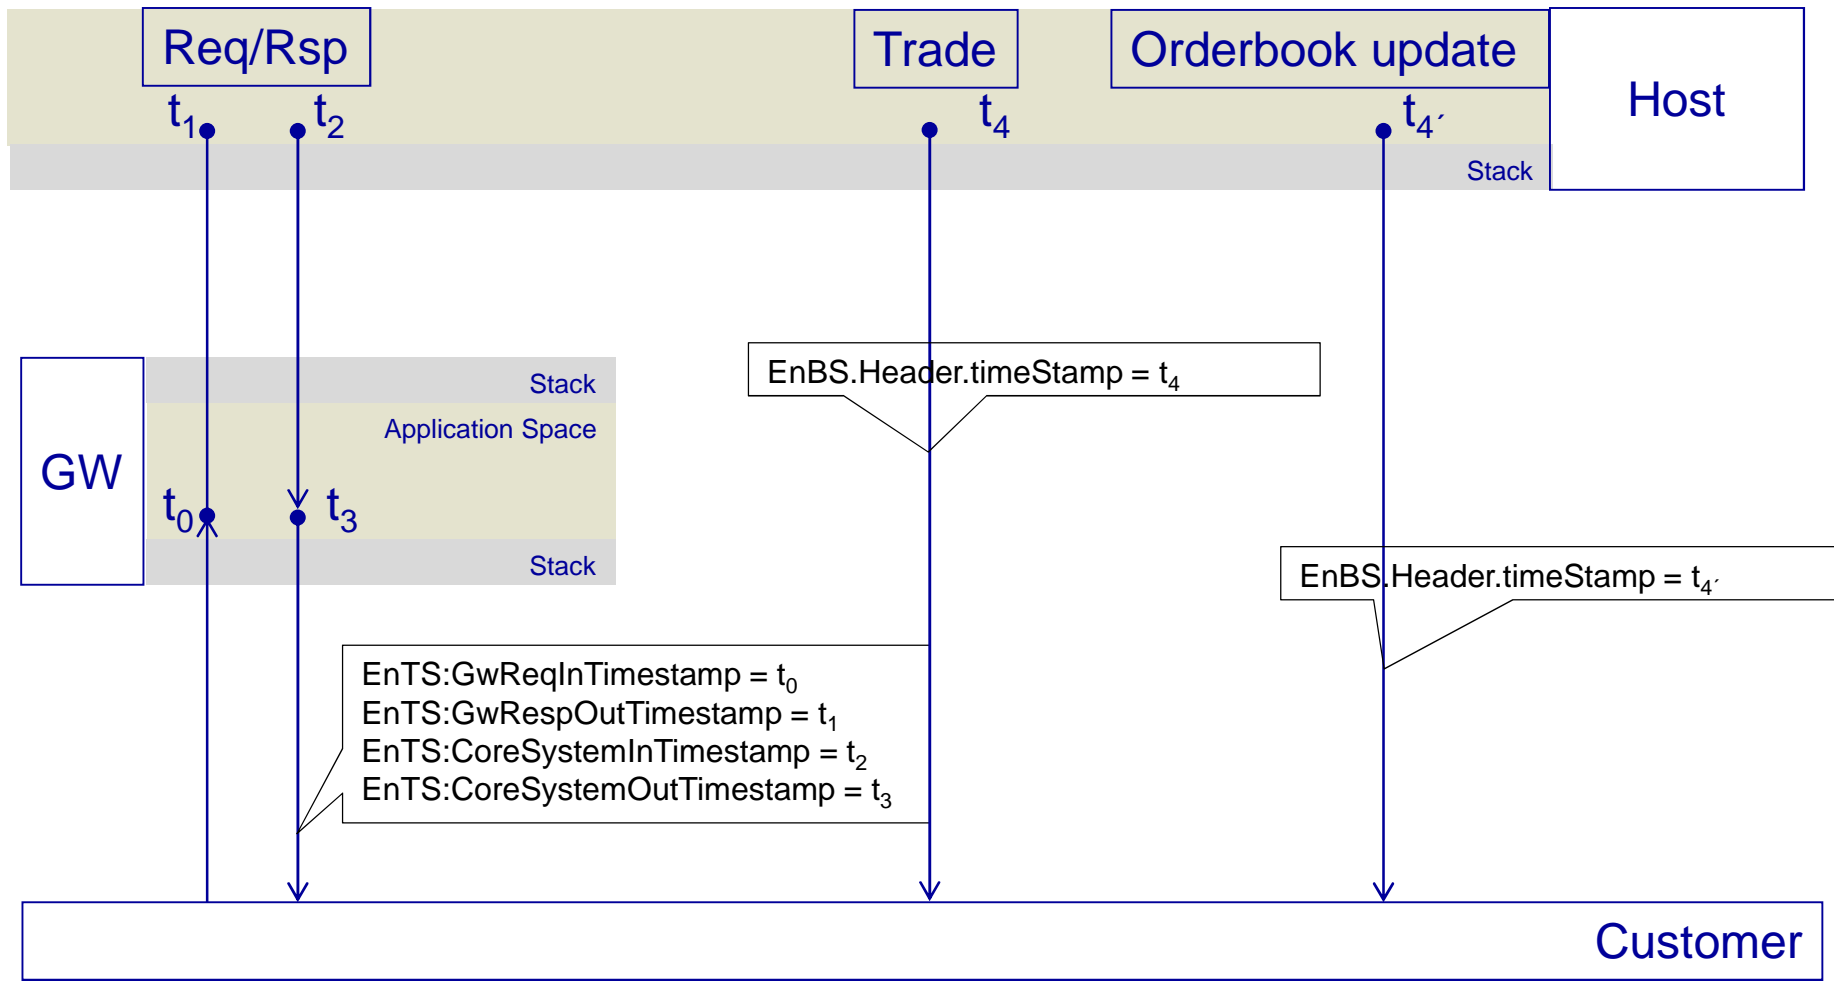 Req/Rsp
Trade
Orderbook update
Host
t1
t2
t4
t4´
Stack
EnBS.Header.timeStamp = t4
Stack
Application Space
GW
t0
t3
Stack
EnBS.Header.timeStamp = t4´
EnTS:GwReqInTimestamp = t0
EnTS:GwRespOutTimestamp = t1
EnTS:CoreSystemInTimestamp = t2
EnTS:CoreSystemOutTimestamp = t3
Customer